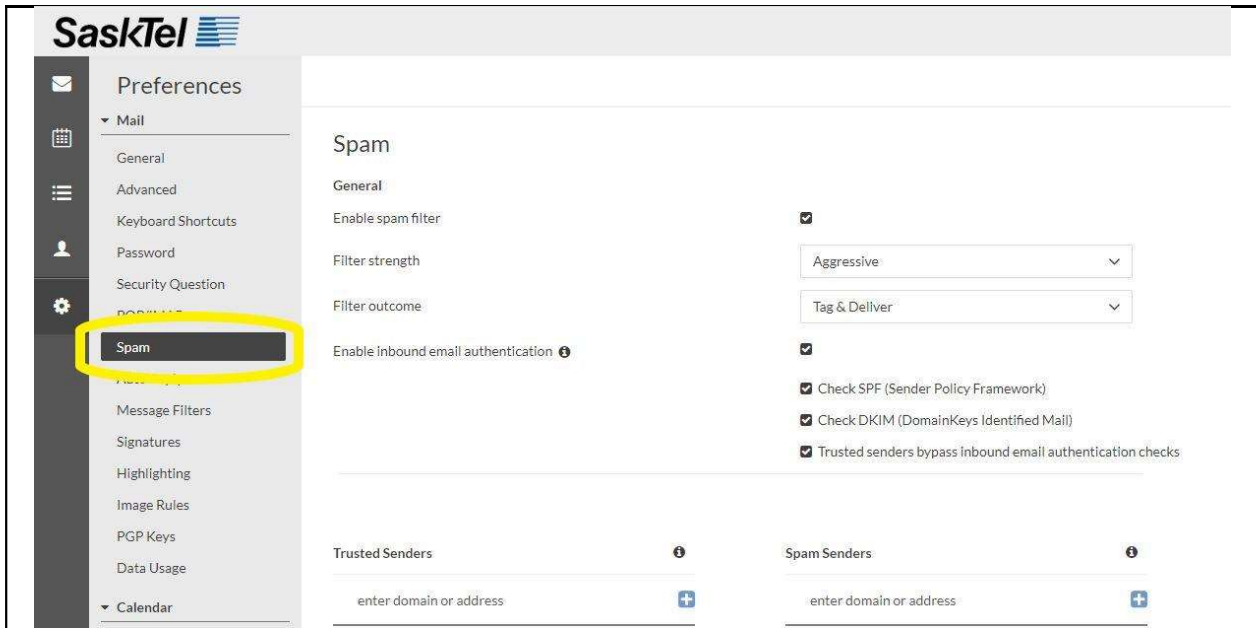 SaskTel
Preferences
Mail
General
Advanced
Keyboard Shortcuts
Password
Security Question
Spam
Message Filters
Signatures
Highlighting
Image Rules
PGP Keys
Data Usage
Calendar
Spam
General
Enable spam filter
Filter strength
Aggressive
Filter outcome
Tag & Deliver
Enable inbound email authentication
Check SPF (Sender Policy Framework)
Check DKIM (DomainKeys Identified Mail)
Trusted senders bypass inbound email authentication checks
Trusted Senders
enter domain or address
Spam Senders
enter domain or address